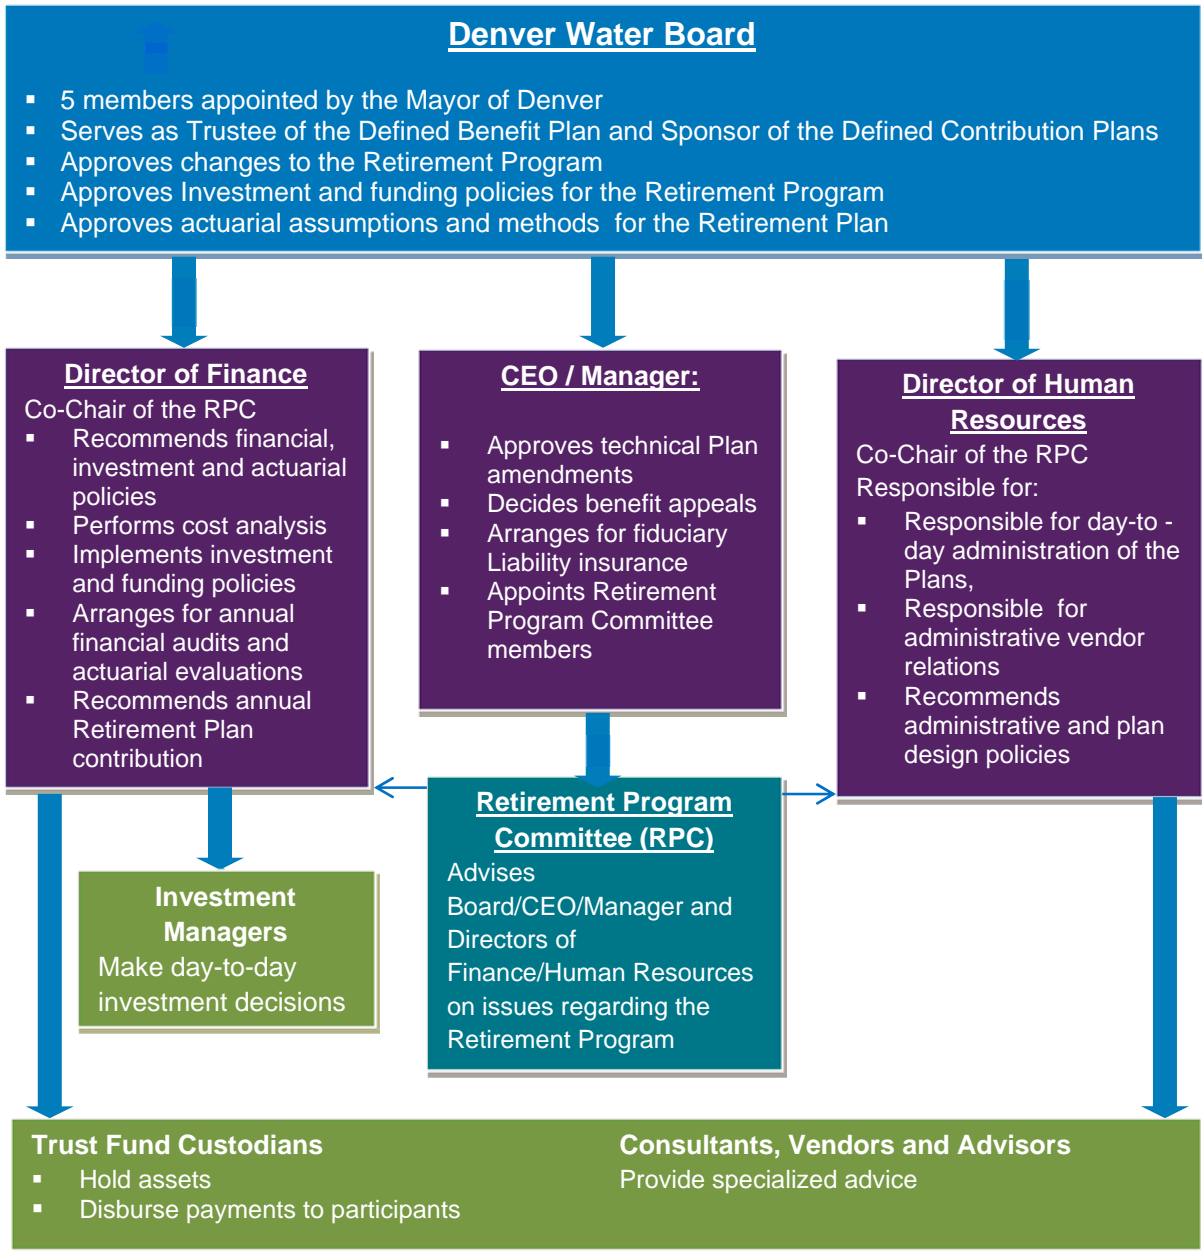 Denver Water Board
▪ 5 members appointed by the Mayor of Denver
▪ Serves as Trustee of the Defined Benefit Plan and Sponsor of the Defined Contribution Plans
▪ Approves changes to the Retirement Program
▪ Approves Investment and funding policies for the Retirement Program
▪ Approves actuarial assumptions and methods for the Retirement Plan
Director of Finance
Co-Chair of the RPC
▪ Recommends financial,
investment and actuarial
policies
▪ Performs cost analysis
▪ Implements investment
and funding policies
▪ Arranges for annual
financial audits and
actuarial evaluations
▪ Recommends annual
Retirement Plan
contribution
CEO / Manager:
▪ Approves technical Plan
amendments
▪ Decides benefit appeals
▪ Arranges for fiduciary
Liability insurance
▪ Appoints Retirement
Program Committee
members
Director of Human
Resources
Co-Chair of the RPC
Responsible for:
▪ Responsible for day-to -
day administration of the
Plans,
▪ Responsible for
administrative vendor
relations
▪ Recommends
administrative and plan
design policies
Retirement Program
Committee (RPC)
Advises
Board/CEO/Manager and
Directors of
Finance/Human Resources
on issues regarding the
Retirement Program
Investment
Managers
Make day-to-day
investment decisions
Trust Fund Custodians
▪ Hold assets
▪ Disburse payments to participants
Consultants, Vendors and Advisors
Provide specialized advice